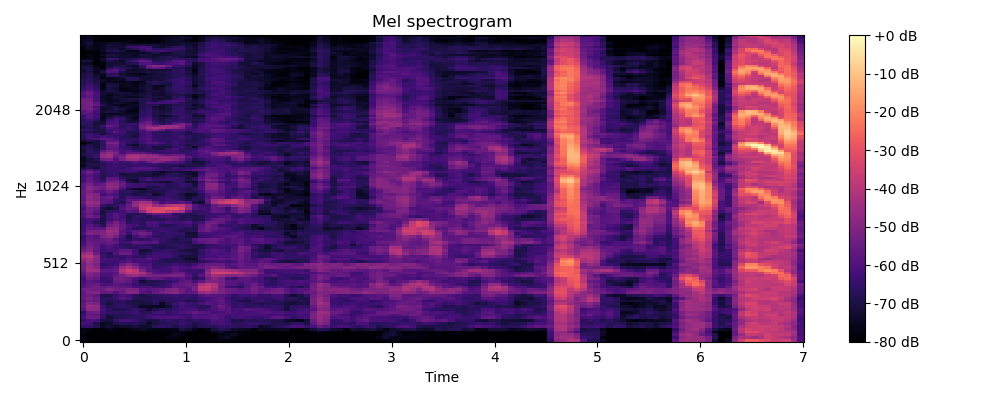 Mel spectrogram
Hz
2048
1024
512
0
0 1 2 3 4 5 6 7
Time
+0 dB
-10 dB
-20 dB
-30 dB
-40 dB
-50 dB
-60 dB
-70 dB
-80 dB